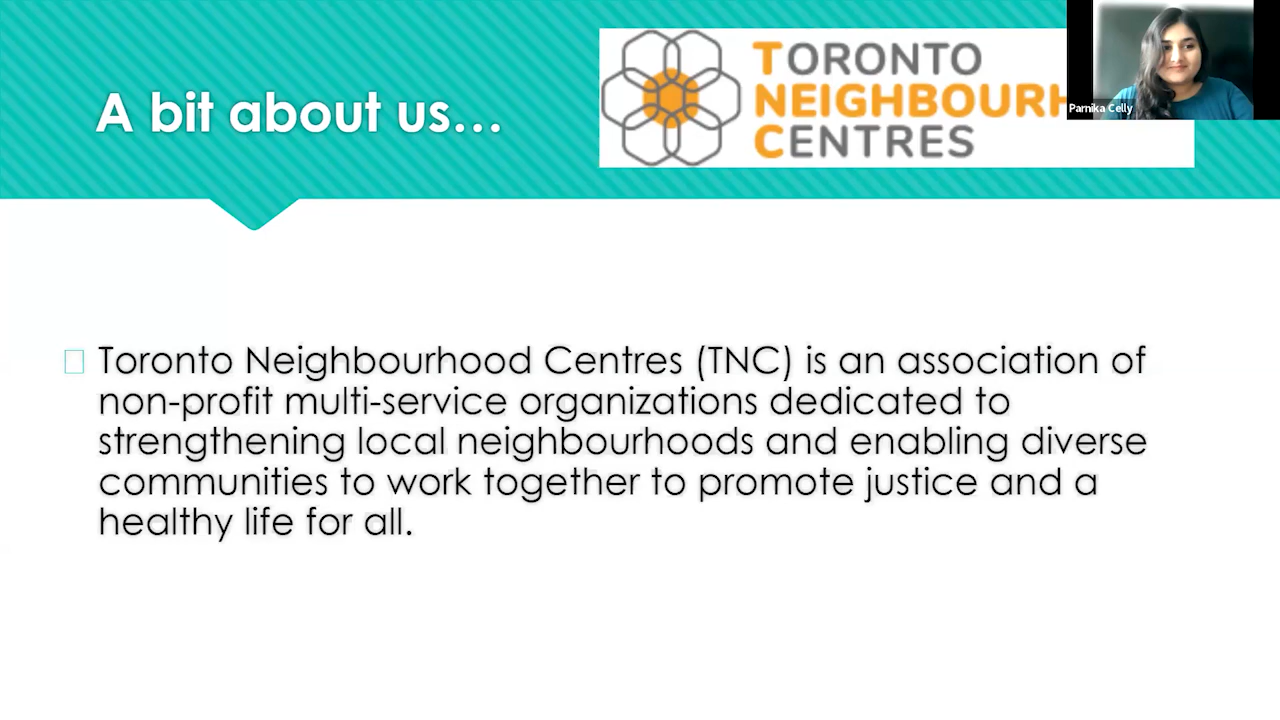 A bit about us...
TORONTO
NEIGHBOURH
CENTRES
Parnika Celly
Toronto Neighbourhood Centres (TNC) is an association of
non-profit multi-service organizations dedicated to
strengthening local neighbourhoods and enabling diverse
communities to work together to promote justice and a
healthy life for all.